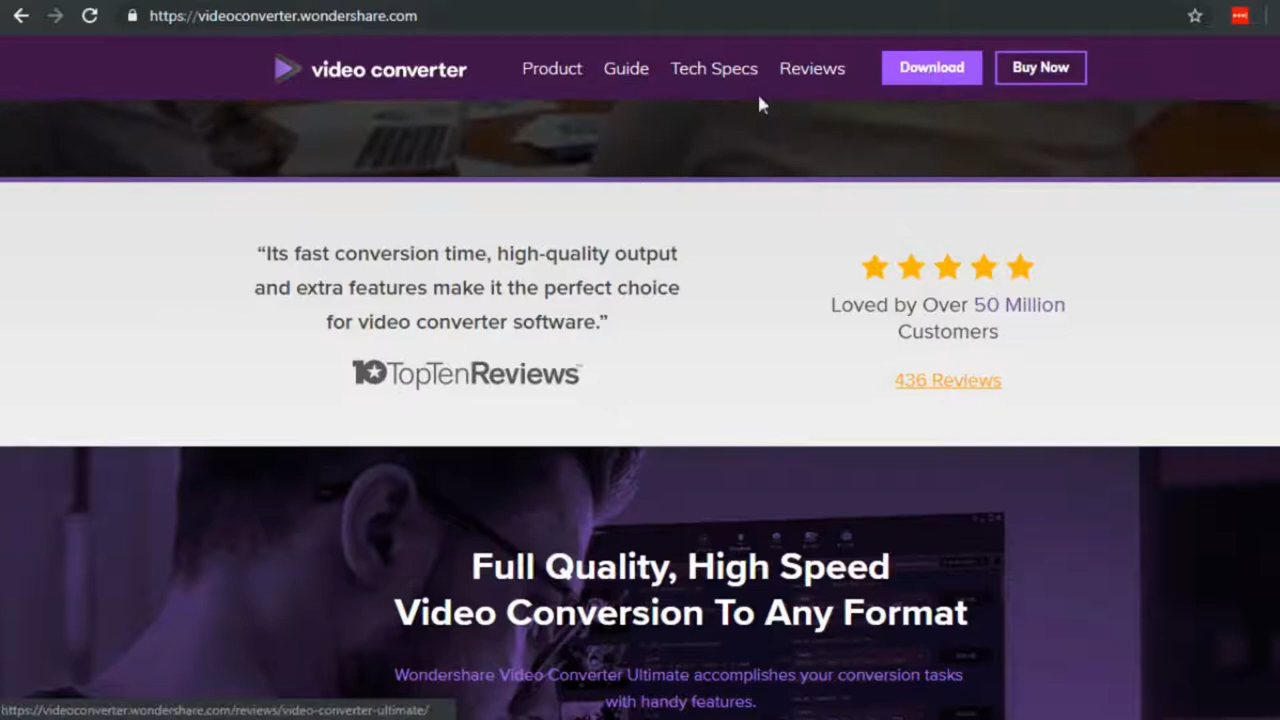 https://videoconverter.wondershare.com
video converter
Product
Guide
Tech Specs
Reviews
Download
Buy Now
“Its fast conversion time, high-quality output
and extra features make it the perfect choice
for video converter software.”
10TopTenReviews™
Loved by Over 50 Million
Customers
436 Reviews
Full Quality, High Speed
Video Conversion To Any Format
Wondershare Video Converter Ultimate accomplishes your conversion tasks
with handy features.
https://videoconverter.wondershare.com/reviews/video-converter-ultimate/